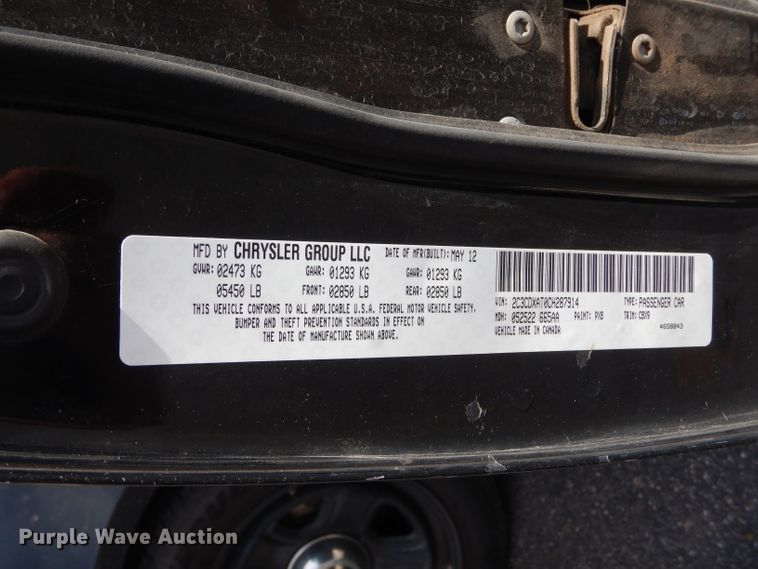 MFD BY CHRYSLER GROUP LLC DATE OF MFR(BUILT): MAY 12
GVWR: 02473 KG GAWR: 01293 KG GAWR: 01293 KG
05450 LB FRONT: 02850 LB REAR: 02850 LB
THIS VEHICLE CONFORMS TO ALL APPLICABLE U.S.A. FEDERAL MOTOR VEHICLE SAFETY,
BUMPER AND THEFT PREVENTION STANDARDS IN EFFECT ON
THE DATE OF MANUFACTURE SHOWN ABOVE.
VIN: 2C3CDXAT0CH287914 TYPE: PASSENGER CAR
MDH: 052522 665AA PAINT: PX8 TRIM: C8X9
VEHICLE MADE IN CANADA 4658843
Purple Wave Auction